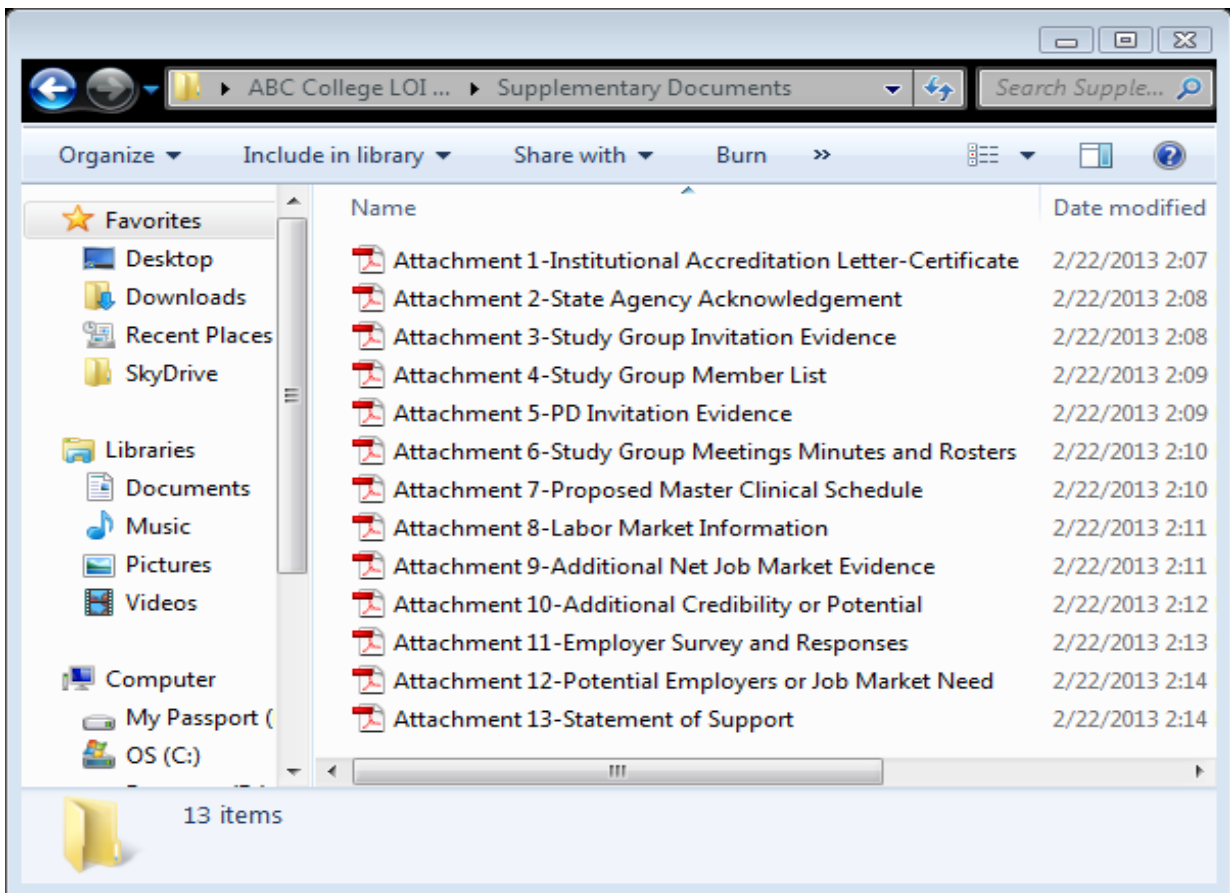 ABC College LOI ... Supplementary Documents Search Supple...
Organize Include in library Share with Burn »
Favorites
Desktop
Downloads
Recent Places
SkyDrive
Libraries
Documents
Music
Pictures
Videos
Computer
My Passport (
OS (C:)
Name Date modified
Attachment 1-Institutional Accreditation Letter-Certificate 2/22/2013 2:07
Attachment 2-State Agency Acknowledgement 2/22/2013 2:08
Attachment 3-Study Group Invitation Evidence 2/22/2013 2:08
Attachment 4-Study Group Member List 2/22/2013 2:09
Attachment 5-PD Invitation Evidence 2/22/2013 2:09
Attachment 6-Study Group Meetings Minutes and Rosters 2/22/2013 2:10
Attachment 7-Proposed Master Clinical Schedule 2/22/2013 2:10
Attachment 8-Labor Market Information 2/22/2013 2:11
Attachment 9-Additional Net Job Market Evidence 2/22/2013 2:11
Attachment 10-Additional Credibility or Potential 2/22/2013 2:12
Attachment 11-Employer Survey and Responses 2/22/2013 2:13
Attachment 12-Potential Employers or Job Market Need 2/22/2013 2:14
Attachment 13-Statement of Support 2/22/2013 2:14
13 items